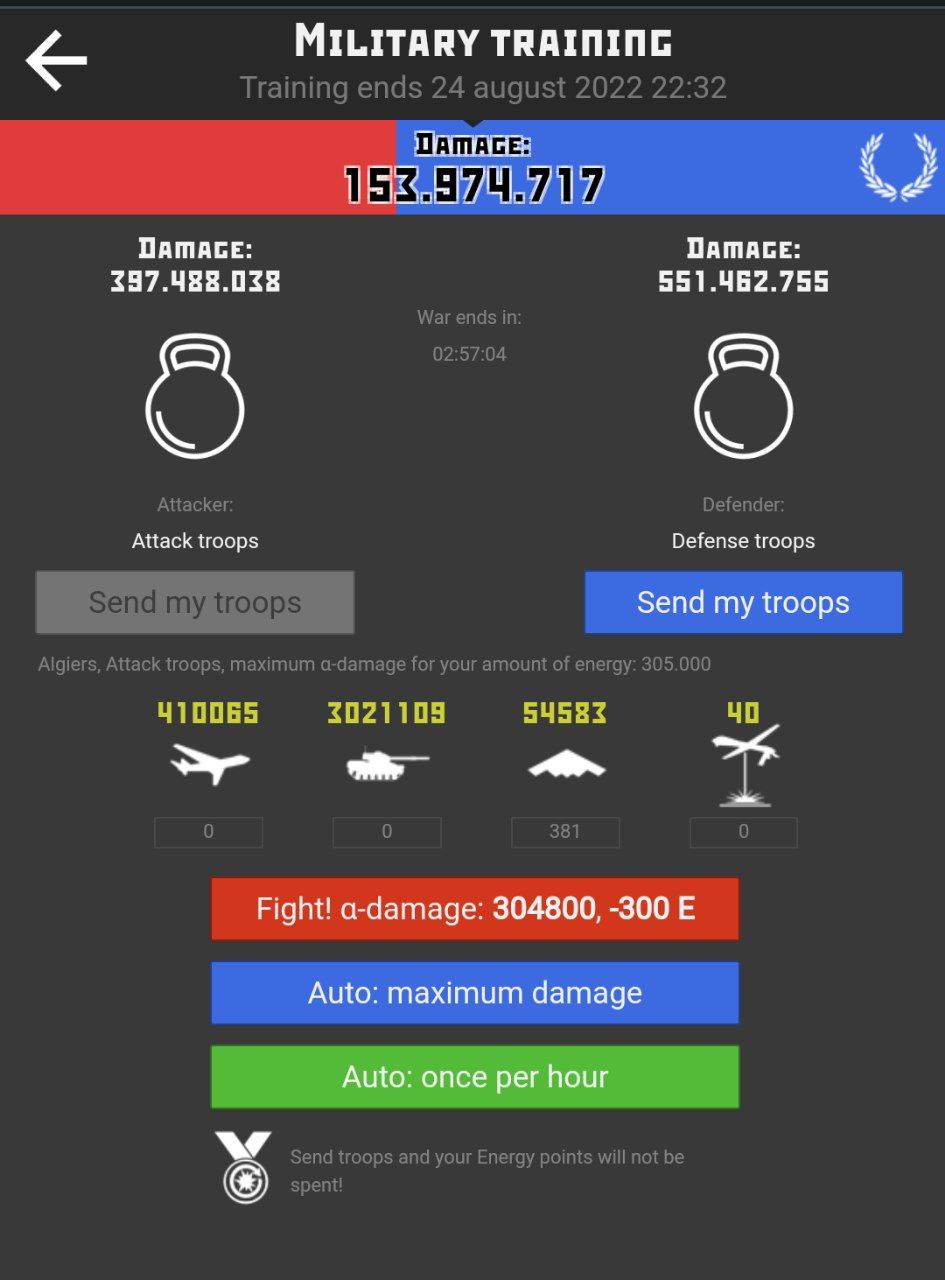 MILITARY TRAINING
Training ends 24 august 2022 22:32
DAMAGE:
153.974.717
DAMAGE:
397.488.038
DAMAGE:
551.462.755
War ends in:
02:57:04
Attacker:
Attack troops
Defender:
Defense troops
Send my troops
Send my troops
Algiers, Attack troops, maximum α-damage for your amount of energy: 305.000
410065 3021109 54583 40
0 0 381 0
Fight! α-damage: 304800, -300 E
Auto: maximum damage
Auto: once per hour
Send troops and your Energy points will not be
spent!